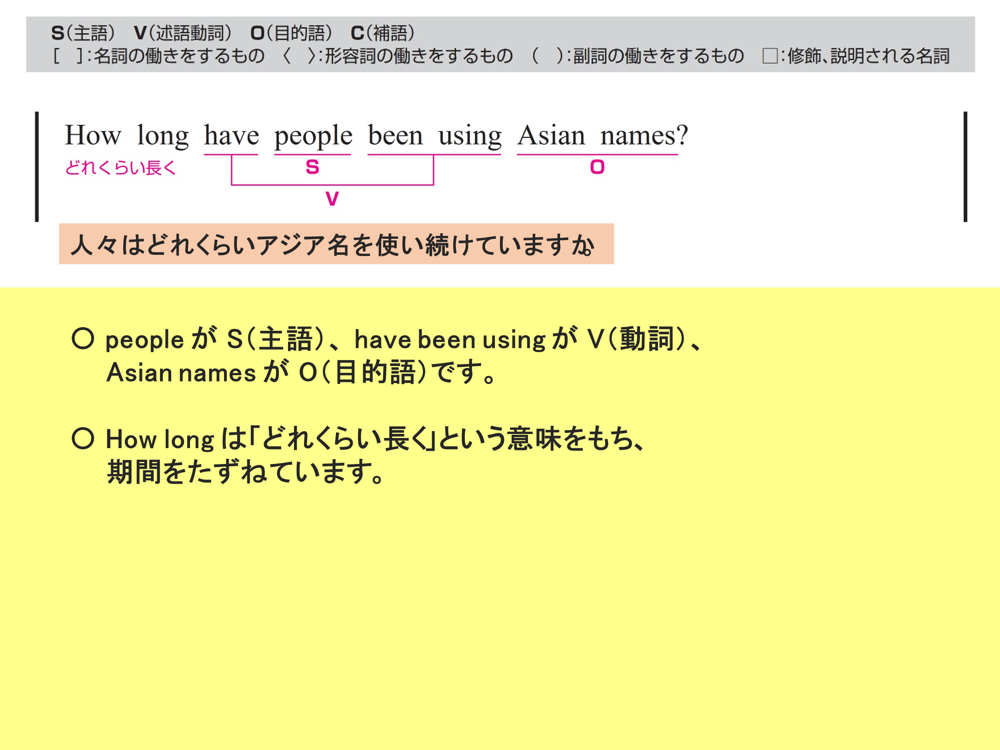 S（主語）　V（述語動詞）　O（目的語）　C（補語）
［　］：名詞の働きをするもの　〈　〉：形容詞の働きをするもの　（　）：副詞の働きをするもの　□：修飾、説明される名詞
How long have people been using Asian names?
どれくらい長く　S　O
V
人々はどれくらいアジア名を使い続けていますか。
○ people が S（主語）、have been using が V（動詞）、
Asian names が O（目的語）です。
○ How long は「どれくらい長く」という意味をもち、
期間をたずねています。